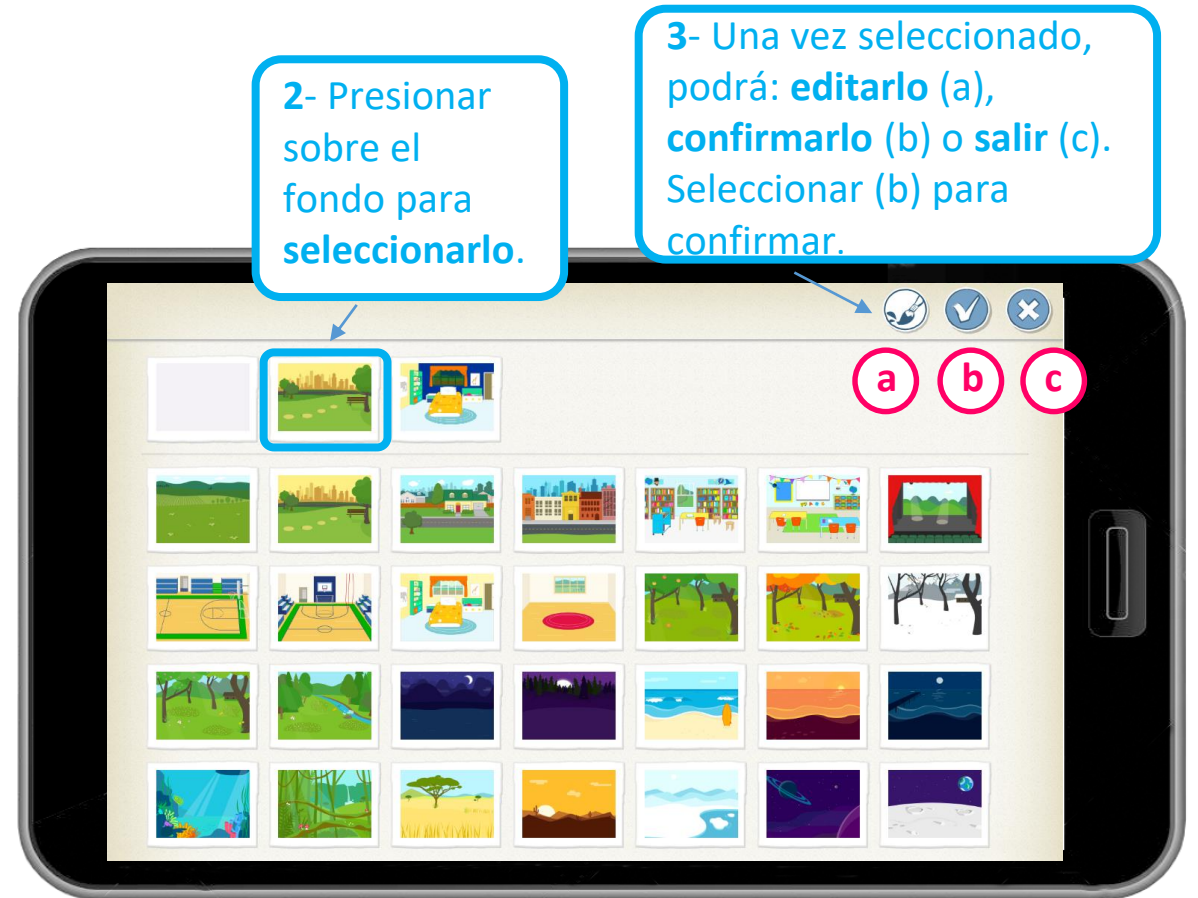 2- Presionar
sobre el
fondo para
seleccionarlo.
3- Una vez seleccionado,
podrá: editarlo (a),
confirmarlo (b) o salir (c).
Seleccionar (b) para
confirmar.
a b c